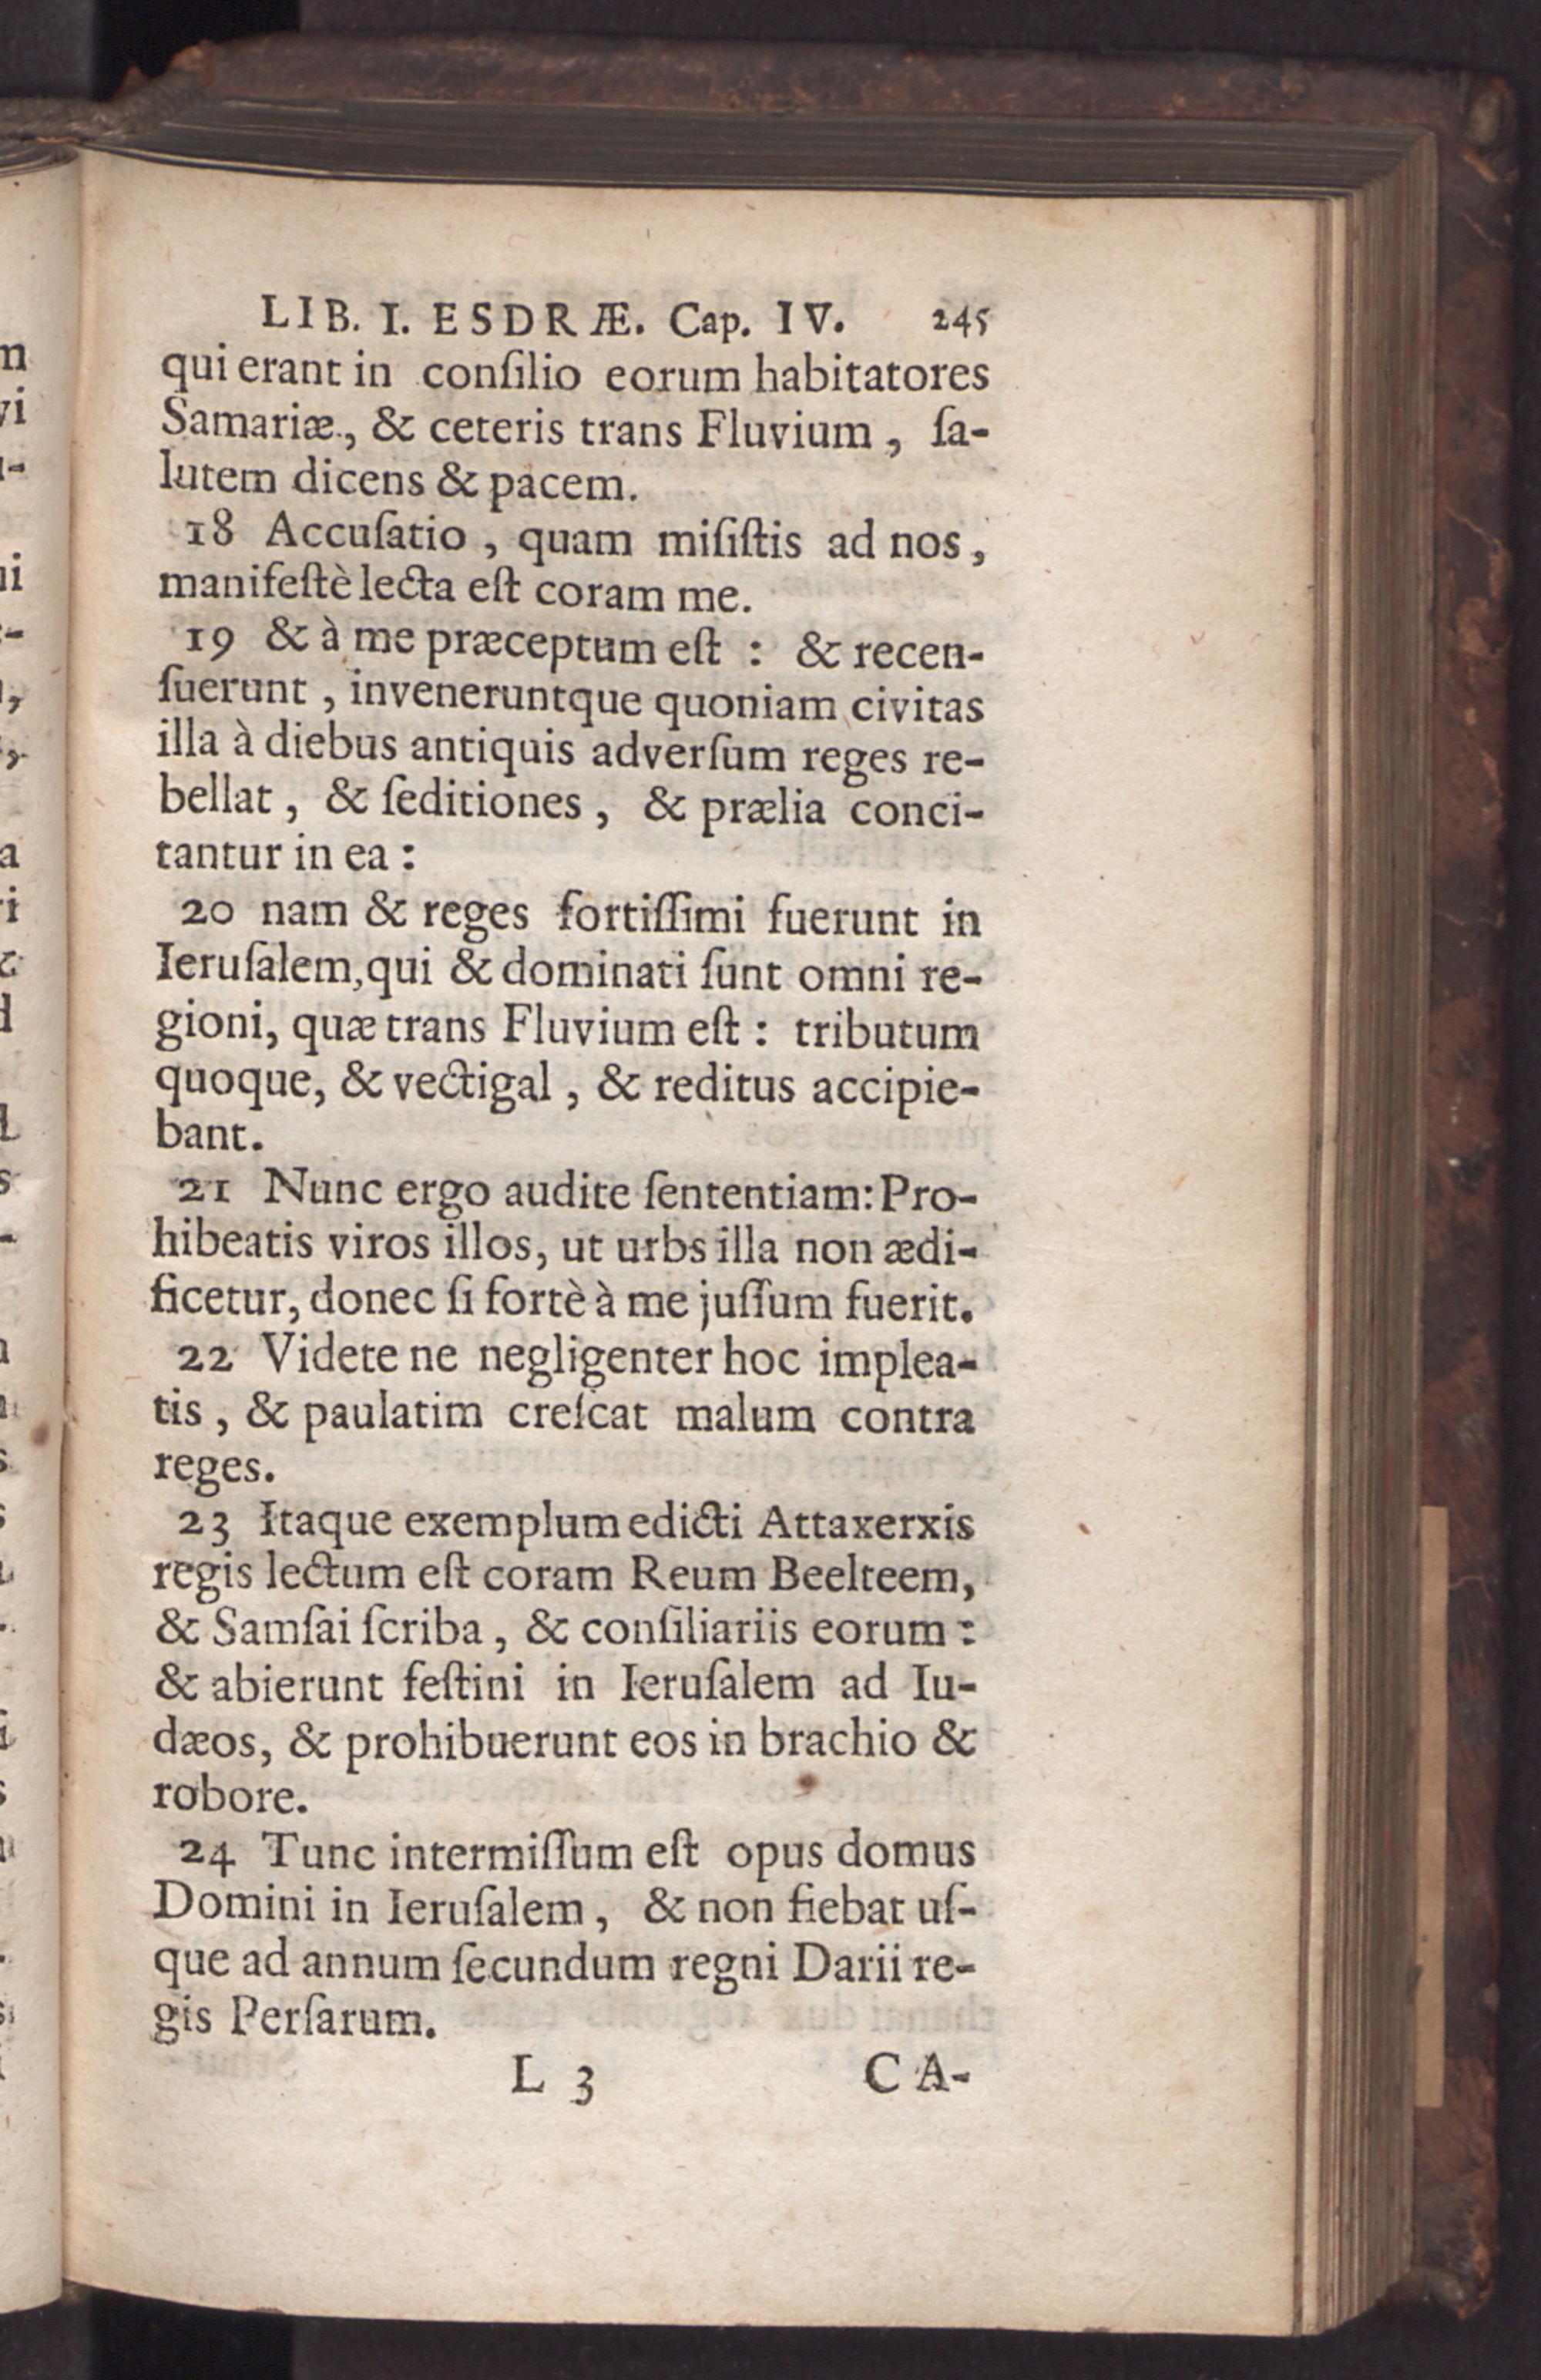 LIB. I. ESDRÆ. Cap. IV. 245
qui erant in conſilio eorum habitatores
Samariæ, & ceteris trans Fluvium, ſa-
lutem dicens & pacem.
18 Accuſatio, quam miſiſtis ad nos,
manifeſtè lecta eſt coram me.
19 & à me præceptum eſt : & recen-
ſuerunt, inveneruntque quoniam civitas
illa à diebus antiquis adverſum reges re-
bellat, & ſeditiones, & prælia conci-
tantur in ea :
20 nam & reges fortiſſimi fuerunt in
Ieruſalem, qui & dominati ſunt omni re-
gioni, quæ trans Fluvium eſt : tributum
quoque, & vectigal, & reditus accipie-
bant.
21 Nunc ergo audite ſententiam: Pro-
hibeatis viros illos, ut urbs illa non ædi-
ficetur, donec ſi fortè à me juſſum fuerit.
22 Videte ne negligenter hoc implea-
tis, & paulatim creſcat malum contra
reges.
23 Itaque exemplum edicti Attaxerxis
regis lectum eſt coram Reum Beelteem,
& Samſai ſcriba, & conſiliariis eorum :
& abierunt feſtini in Ieruſalem ad Iu-
dæos, & prohibuerunt eos in brachio &
robore.
24 Tunc intermiſſum eſt opus domus
Domini in Ieruſalem, & non fiebat uſ-
que ad annum ſecundum regni Darii re-
gis Perſarum.
L 3 CA-